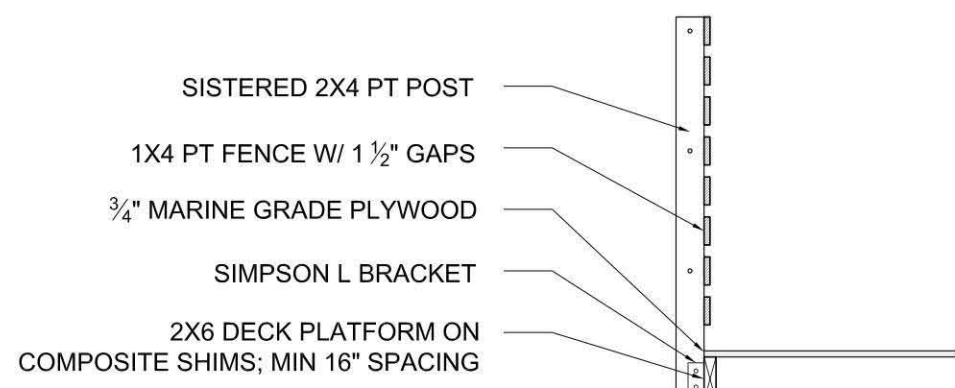 SISTERED 2X4 PT POST
1X4 PT FENCE W/ 1 ½" GAPS
¾" MARINE GRADE PLYWOOD
SIMPSON L BRACKET
2X6 DECK PLATFORM ON
COMPOSITE SHIMS; MIN 16" SPACING